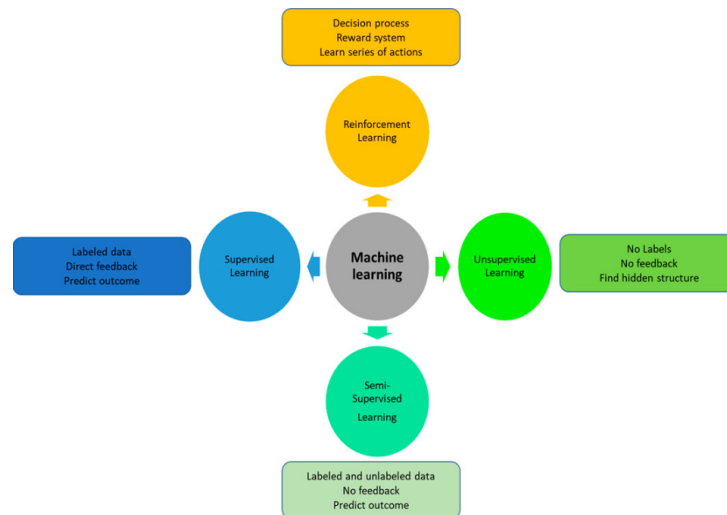 Decision process
Reward system
Learn series of actions
Reinforcement
Learning
Labeled data
Direct feedback
Predict outcome
Supervised
Learning
Machine
learning
Unsupervised
Learning
No Labels
No feedback
Find hidden structure
Semi-
Supervised
Learning
Labeled and unlabeled data
No feedback
Predict outcome